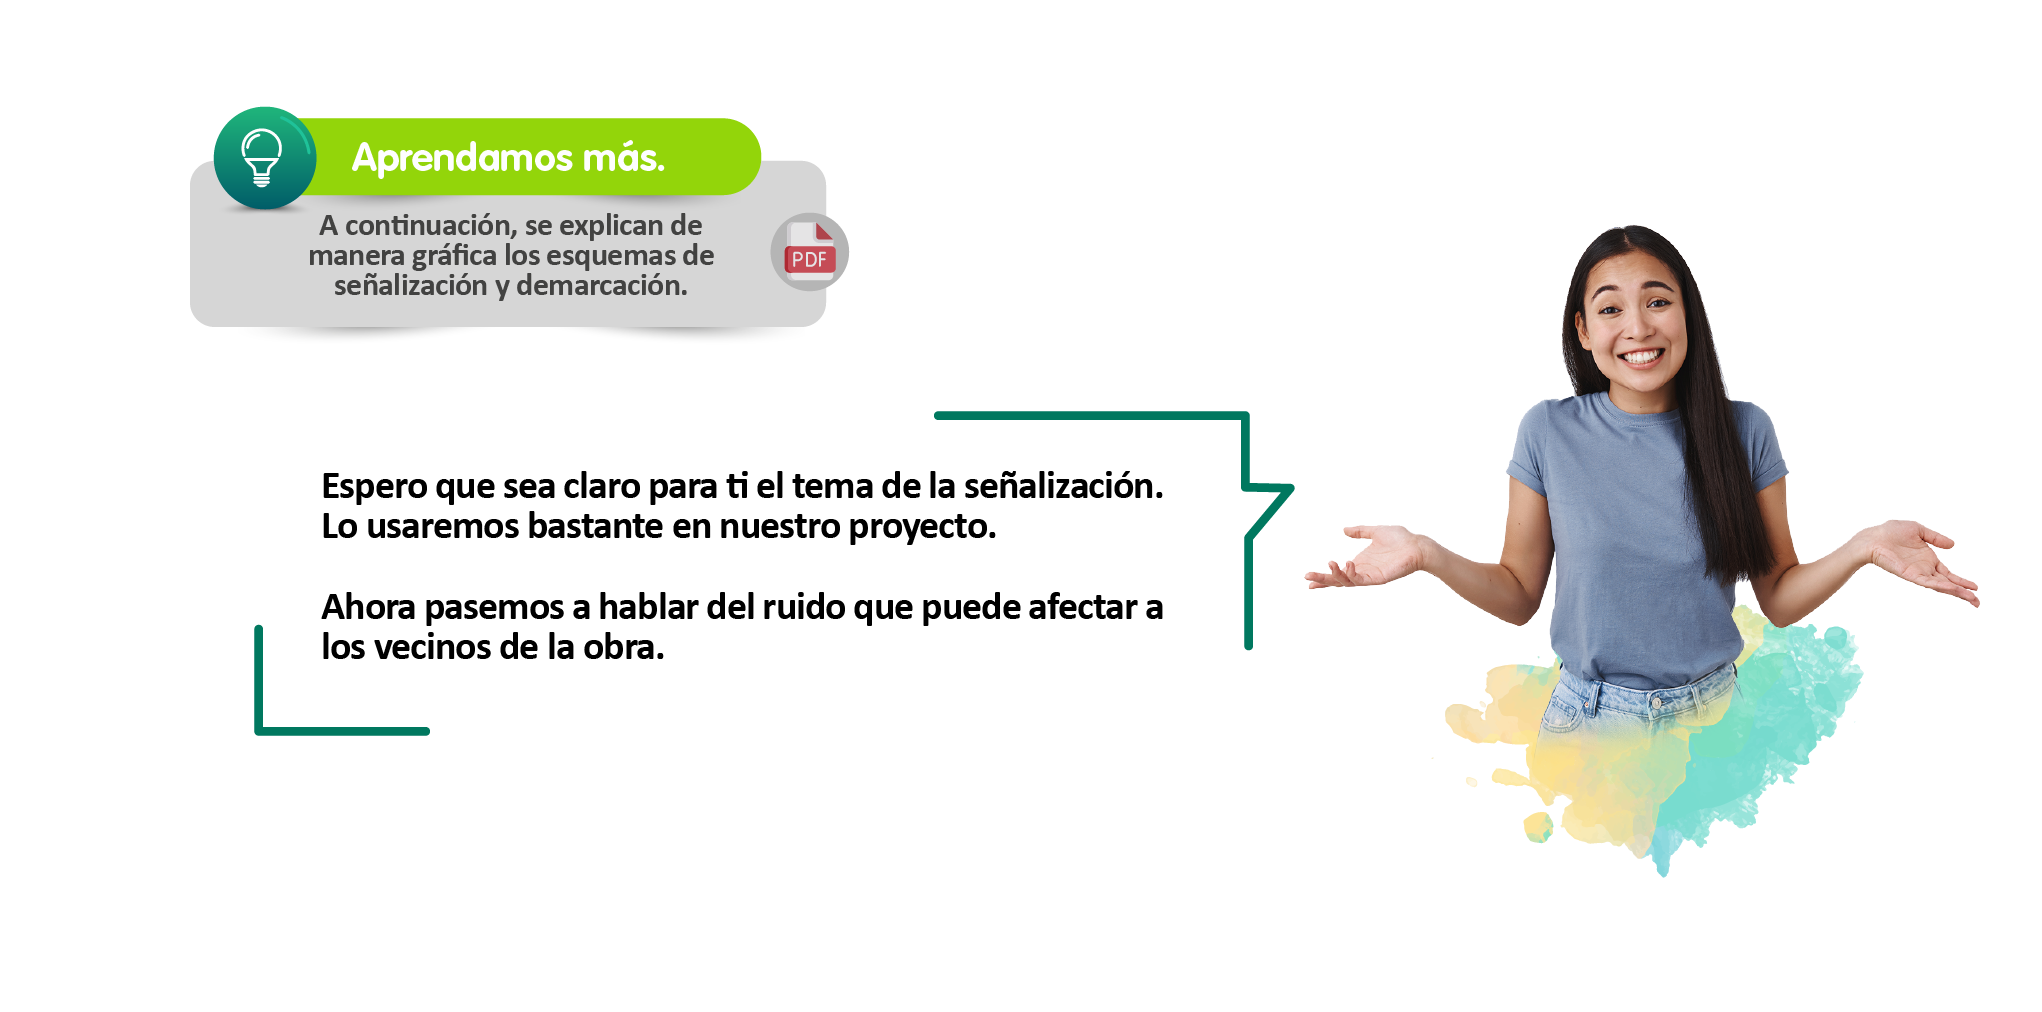 Aprendamos más.
A continuación, se explican de
manera gráfica los esquemas de
señalización y demarcación.
PDF
Espero que sea claro para ti el tema de la señalización.
Lo usaremos bastante en nuestro proyecto.
Ahora pasemos a hablar del ruido que puede afectar a
los vecinos de la obra.